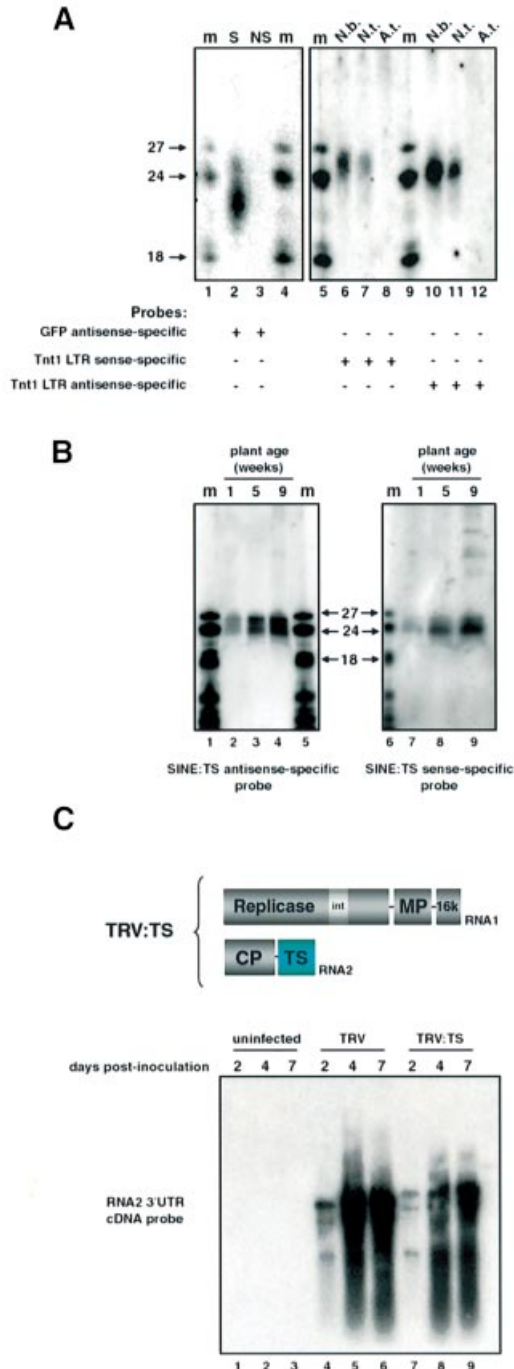 A
m S NS m m N.b. N.t. A.t. m N.b. N.t. A.t.
27
24
18
1 2 3 4 5 6 7 8 9 10 11 12
Probes:
GFP antisense-specific + + - - - - - -
Tnt1 LTR sense-specific - - + + + - - -
Tnt1 LTR antisense-specific - - - - - + + +
B
plant age (weeks) plant age (weeks)
m 1 5 9 m m 1 5 9
27
24
18
1 2 3 4 5 6 7 8 9
SINE:TS antisense-specific probe SINE:TS sense-specific probe
C
TRV:TS
Replicase int MP 16k RNA1
CP TS RNA2
uninfected TRV TRV:TS
days post-inoculation 2 4 7 2 4 7 2 4 7
RNA2 3'UTR
cDNA probe
1 2 3 4 5 6 7 8 9